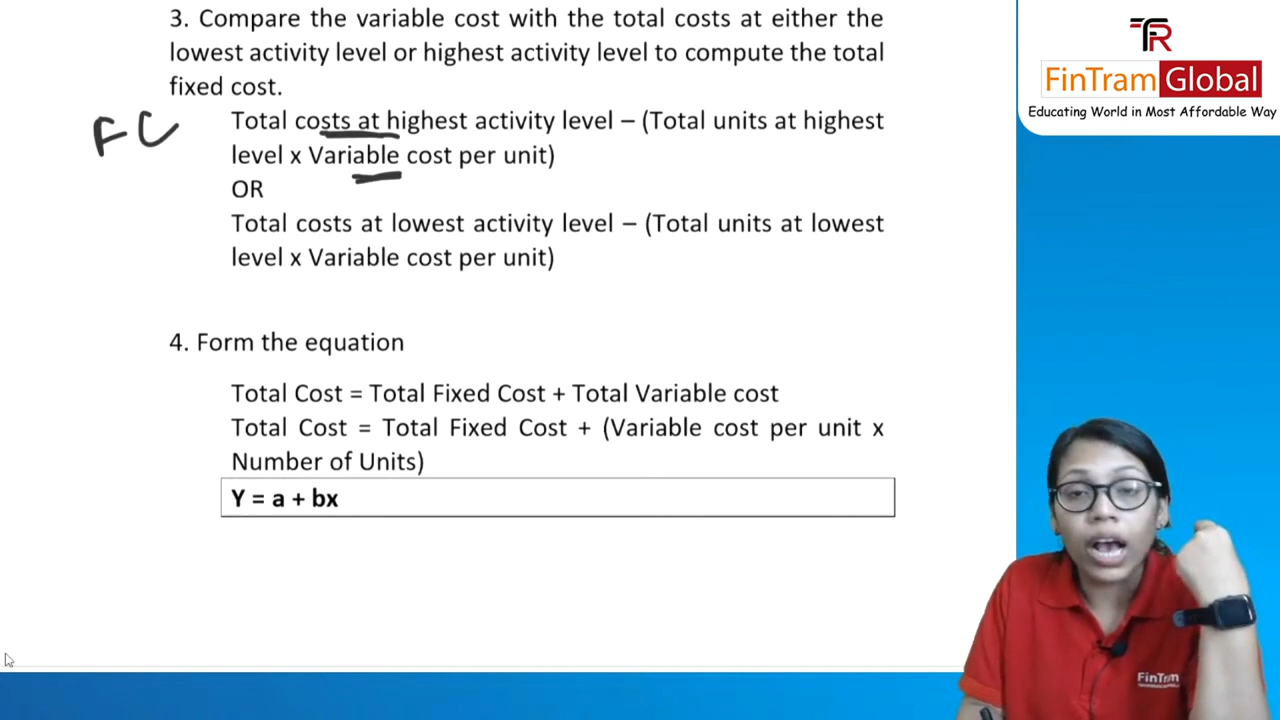 3. Compare the variable cost with the total costs at either the
lowest activity level or highest activity level to compute the total
fixed cost.
FC
Total costs at highest activity level – (Total units at highest
level x Variable cost per unit)
OR
Total costs at lowest activity level – (Total units at lowest
level x Variable cost per unit)
4. Form the equation
Total Cost = Total Fixed Cost + Total Variable cost
Total Cost = Total Fixed Cost + (Variable cost per unit x
Number of Units)
Y = a + bx
FinTram Global
Educating World in Most Affordable Way
FinTram